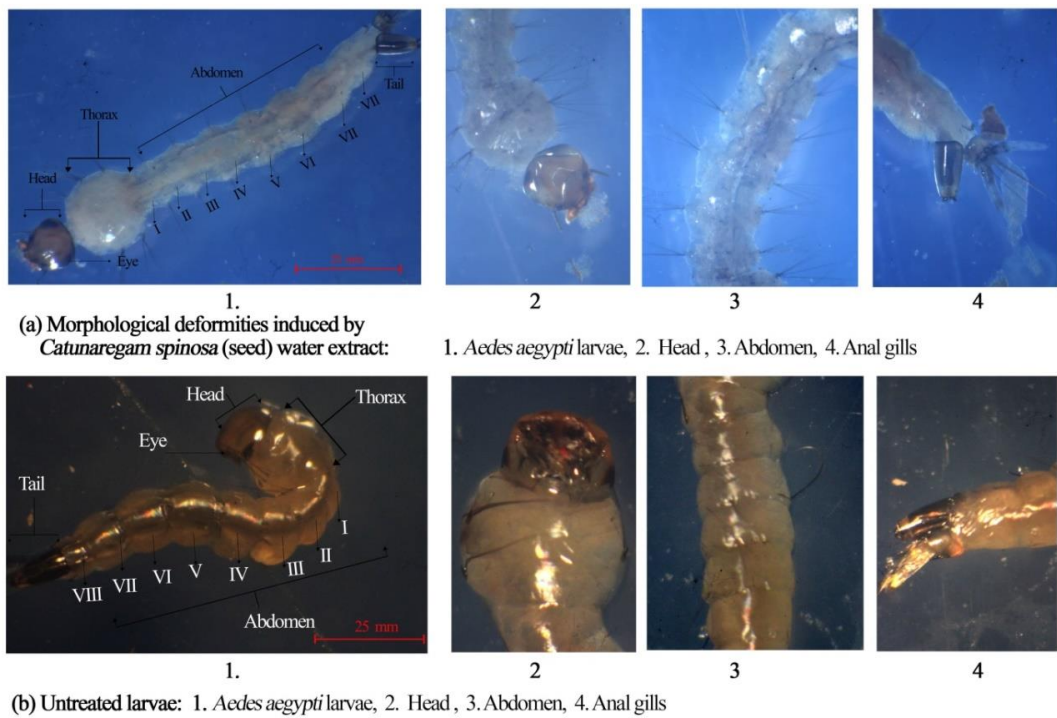 Abdomen
Tail
VII
Thorax
VII
VI
Head
V
IV
III
II
I
Eye
25 mm
1.
2
3
4
(a) Morphological deformities induced by
Catunaregam spinosa (seed) water extract:
1. Aedes aegypti larvae, 2. Head , 3. Abdomen, 4. Anal gills
Head
Thorax
Eye
Tail
I
II
III
IV
V
VI
VII
VIII
Abdomen
25 mm
1.
2
3
4
(b) Untreated larvae: 1. Aedes aegypti larvae, 2. Head , 3. Abdomen, 4. Anal gills